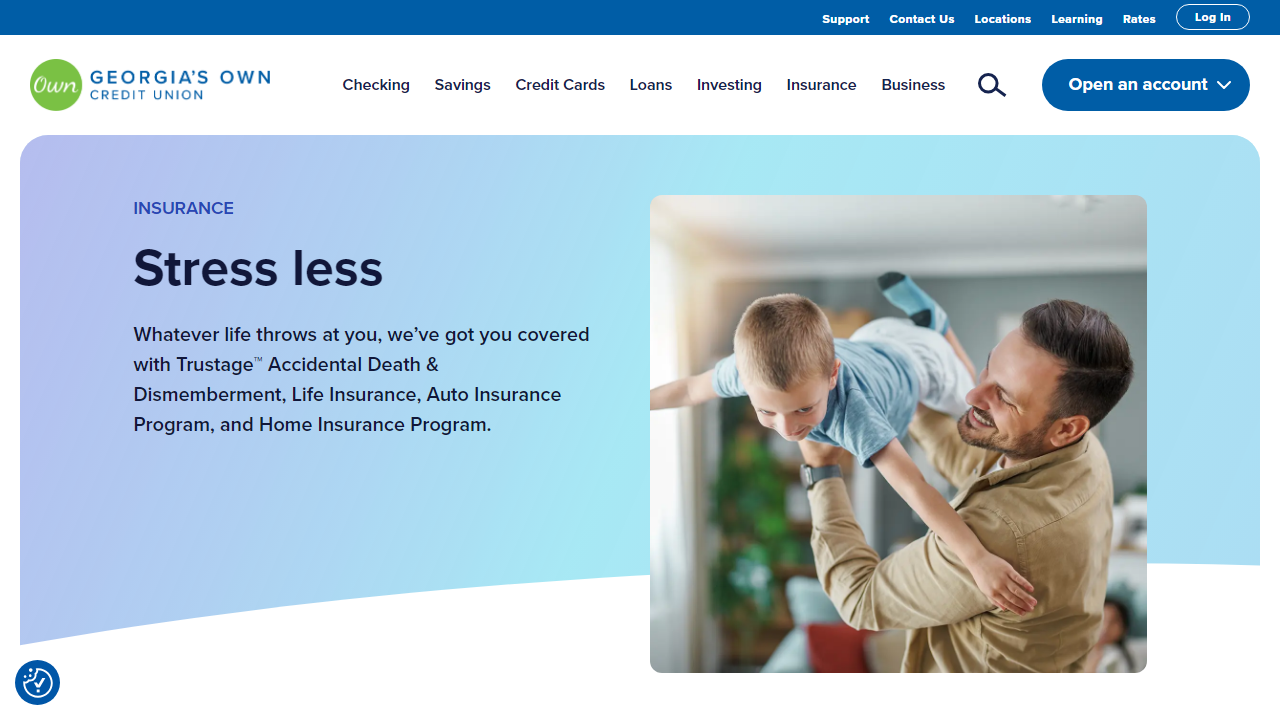 Support Contact Us Locations Learning Rates Log In
Own GEORGIA'S OWN
CREDIT UNION
Checking Savings Credit Cards Loans Investing Insurance Business
Open an account
INSURANCE
Stress less
Whatever life throws at you, we’ve got you covered
with Trustage™ Accidental Death &
Dismemberment, Life Insurance, Auto Insurance
Program, and Home Insurance Program.